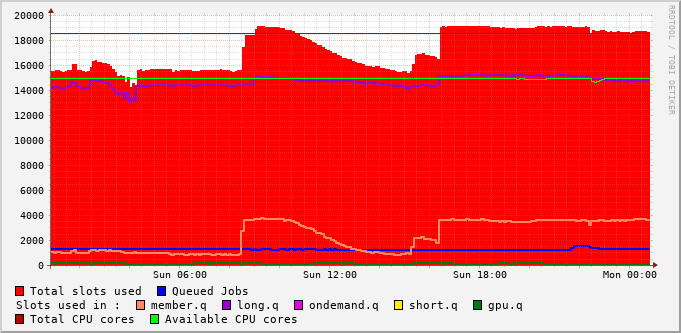 20000
18000
16000
14000
12000
10000
8000
6000
4000
2000
0
Sun 06:00 Sun 12:00 Sun 18:00 Mon 00:00
Total slots used Queued Jobs
Slots used in : member.q long.q ondemand.q short.q gpu.q
Total CPU cores Available CPU cores
RRDTOOL / TOBI OETIKER